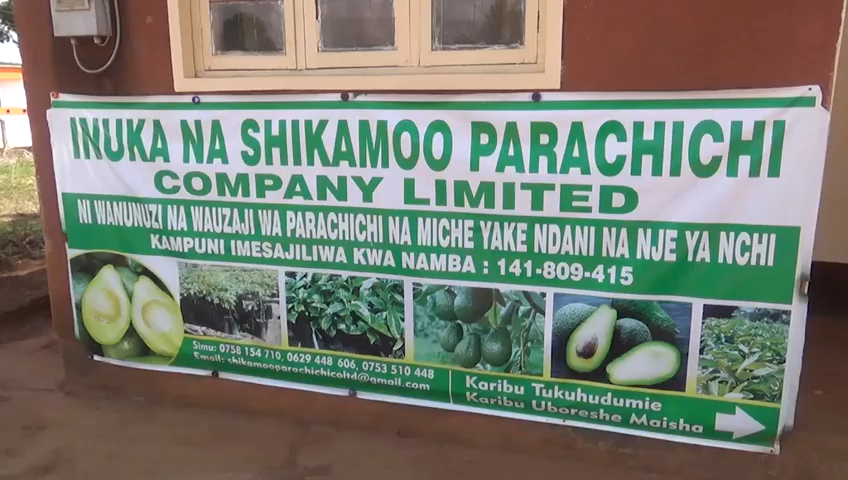 INUKA NA SHIKAMOO PARACHICHI
COMPANY LIMITED
NI WANUNUZI NA WAUZAJI WA PARACHICHI NA MICHE YAKE NDANI NA NJE YA NCHI
KAMPUNI IMESAJILIWA KWA NAMBA : 141-809-415
Simu: 0758 154 710, 0629 448 606, 0753 510 448
Email: shikamooparachichicoltd@gmail.com
Karibu Tukuhudumie
Karibu Uboreshe Maisha